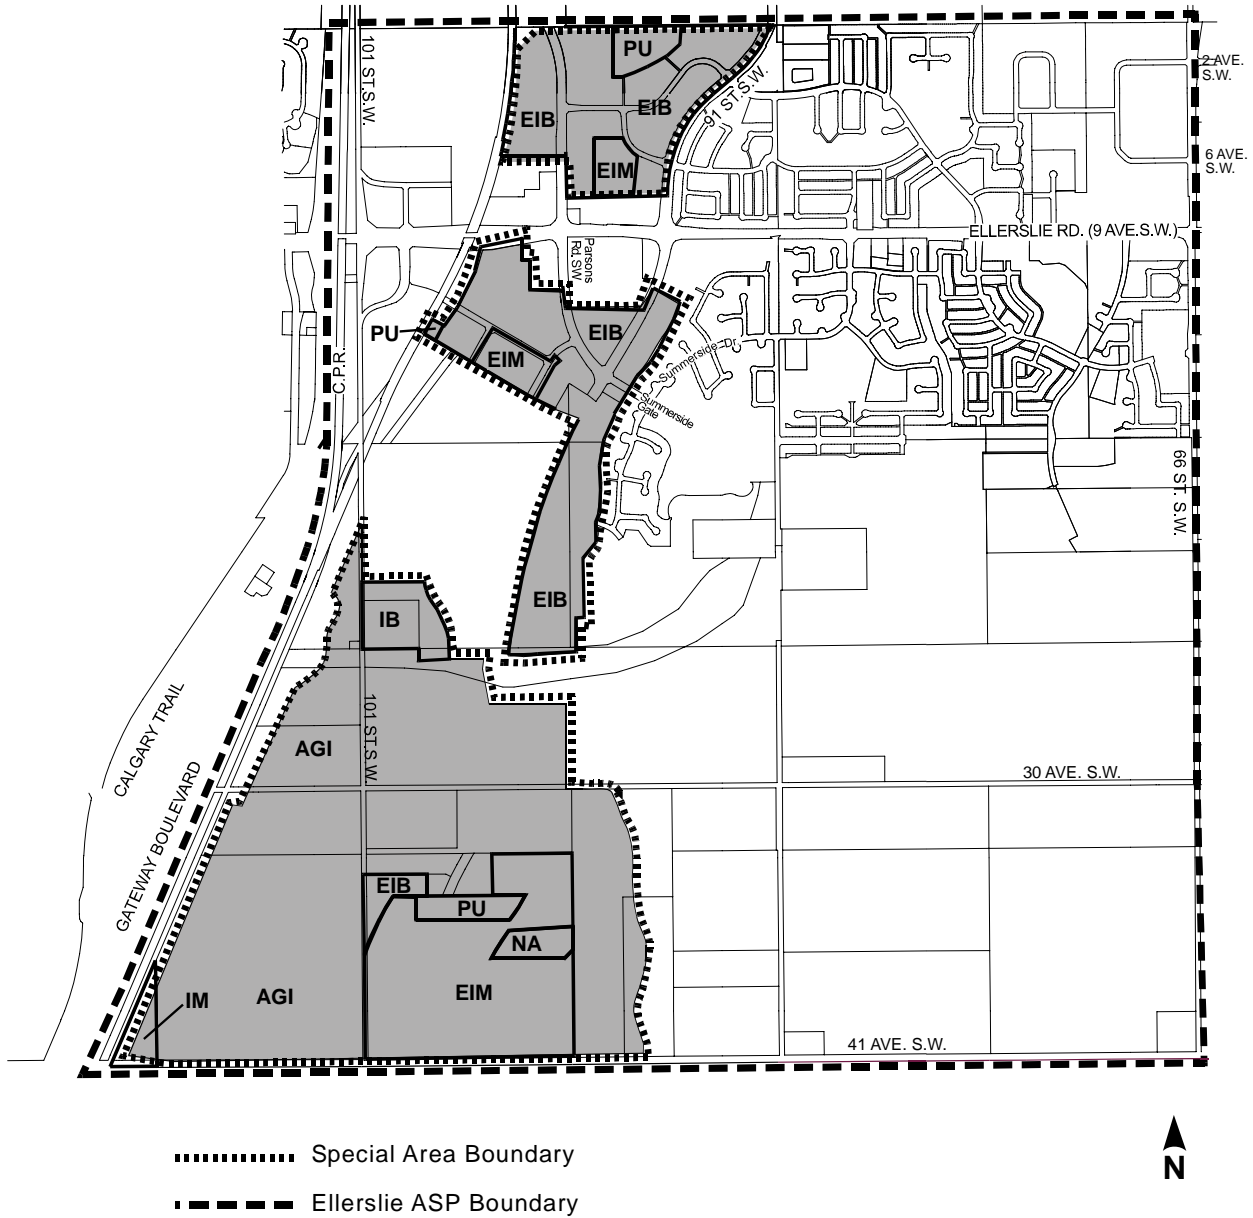 101 ST.S.W.
PU
2 AVE.
S.W.
91 ST.S.W.
EIB
EIB
6 AVE.
S.W.
EIM
ELLERSLIE RD. (9 AVE.S.W.)
Parsons
Rd.SW
PU
EIB
EIM
C.P.R.
Summerside Dr
Summerside
Gate
66 ST. S.W.
EIB
IB
CALGARY TRAIL
101 ST.S.W.
AGI
30 AVE. S.W.
GATEWAY BOULEVARD
EIB
PU
NA
IM
AGI
EIM
41 AVE. S.W.
Special Area Boundary
Ellerslie ASP Boundary
N